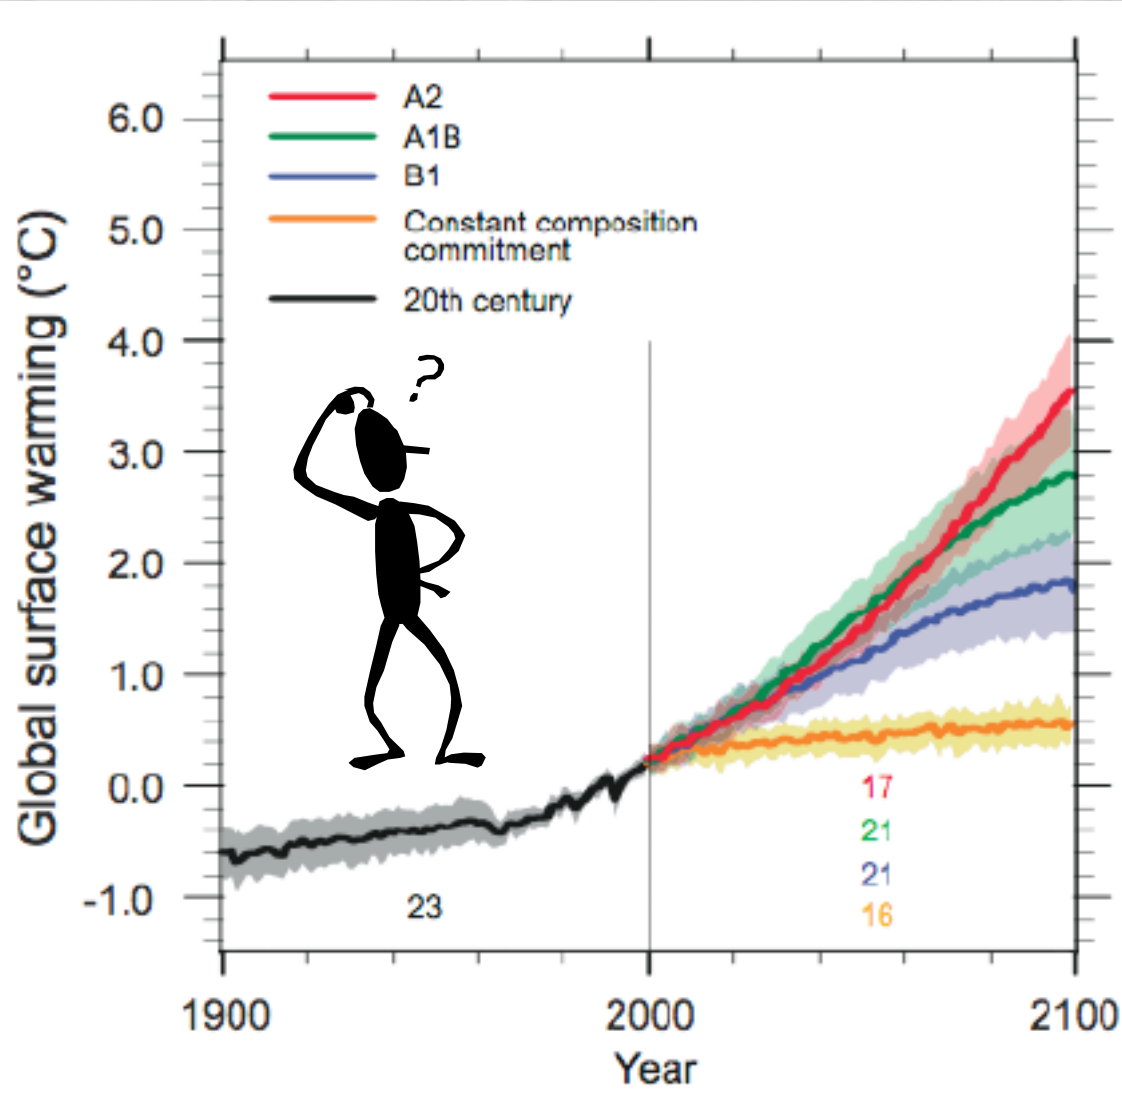 A2
A1B
B1
Constant composition
commitment
20th century
?
6.0
5.0
4.0
3.0
2.0
1.0
0.0
-1.0
Global surface warming (°C)
17
21
21
16
23
1900 2000 2100
Year